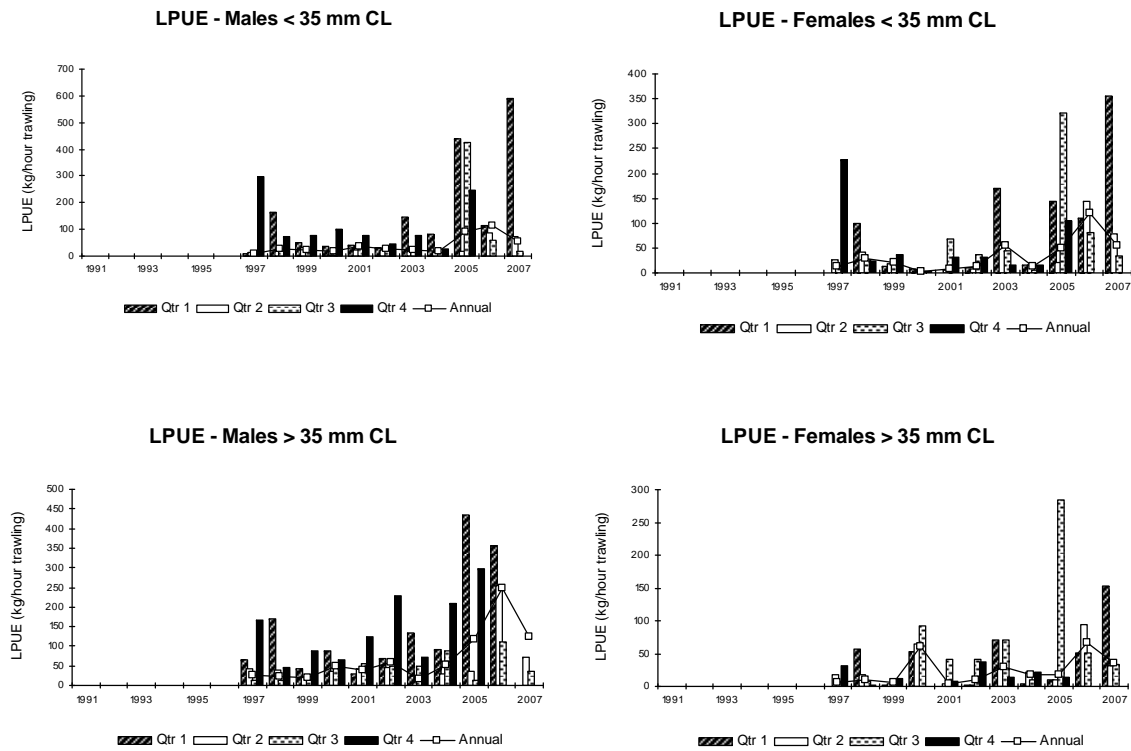 LPUE - Males < 35 mm CL
LPUE (kg/hour trawling)
700
600
500
400
300
200
100
0
1991 1993 1995 1997 1999 2001 2003 2005 2007
Qtr 1 Qtr 2 Qtr 3 Qtr 4 Annual
LPUE - Females < 35 mm CL
LPUE (kg/hour trawling)
400
350
300
250
200
150
100
50
0
1991 1993 1995 1997 1999 2001 2003 2005 2007
Qtr 1 Qtr 2 Qtr 3 Qtr 4 Annual
LPUE - Males > 35 mm CL
LPUE (kg/hour trawling)
500
450
400
350
300
250
200
150
100
50
0
1991 1993 1995 1997 1999 2001 2003 2005 2007
Qtr 1 Qtr 2 Qtr 3 Qtr 4 Annual
LPUE - Females > 35 mm CL
LPUE (kg/hour trawling)
300
250
200
150
100
50
0
1991 1993 1995 1997 1999 2001 2003 2005 2007
Qtr 1 Qtr 2 Qtr 3 Qtr 4 Annual